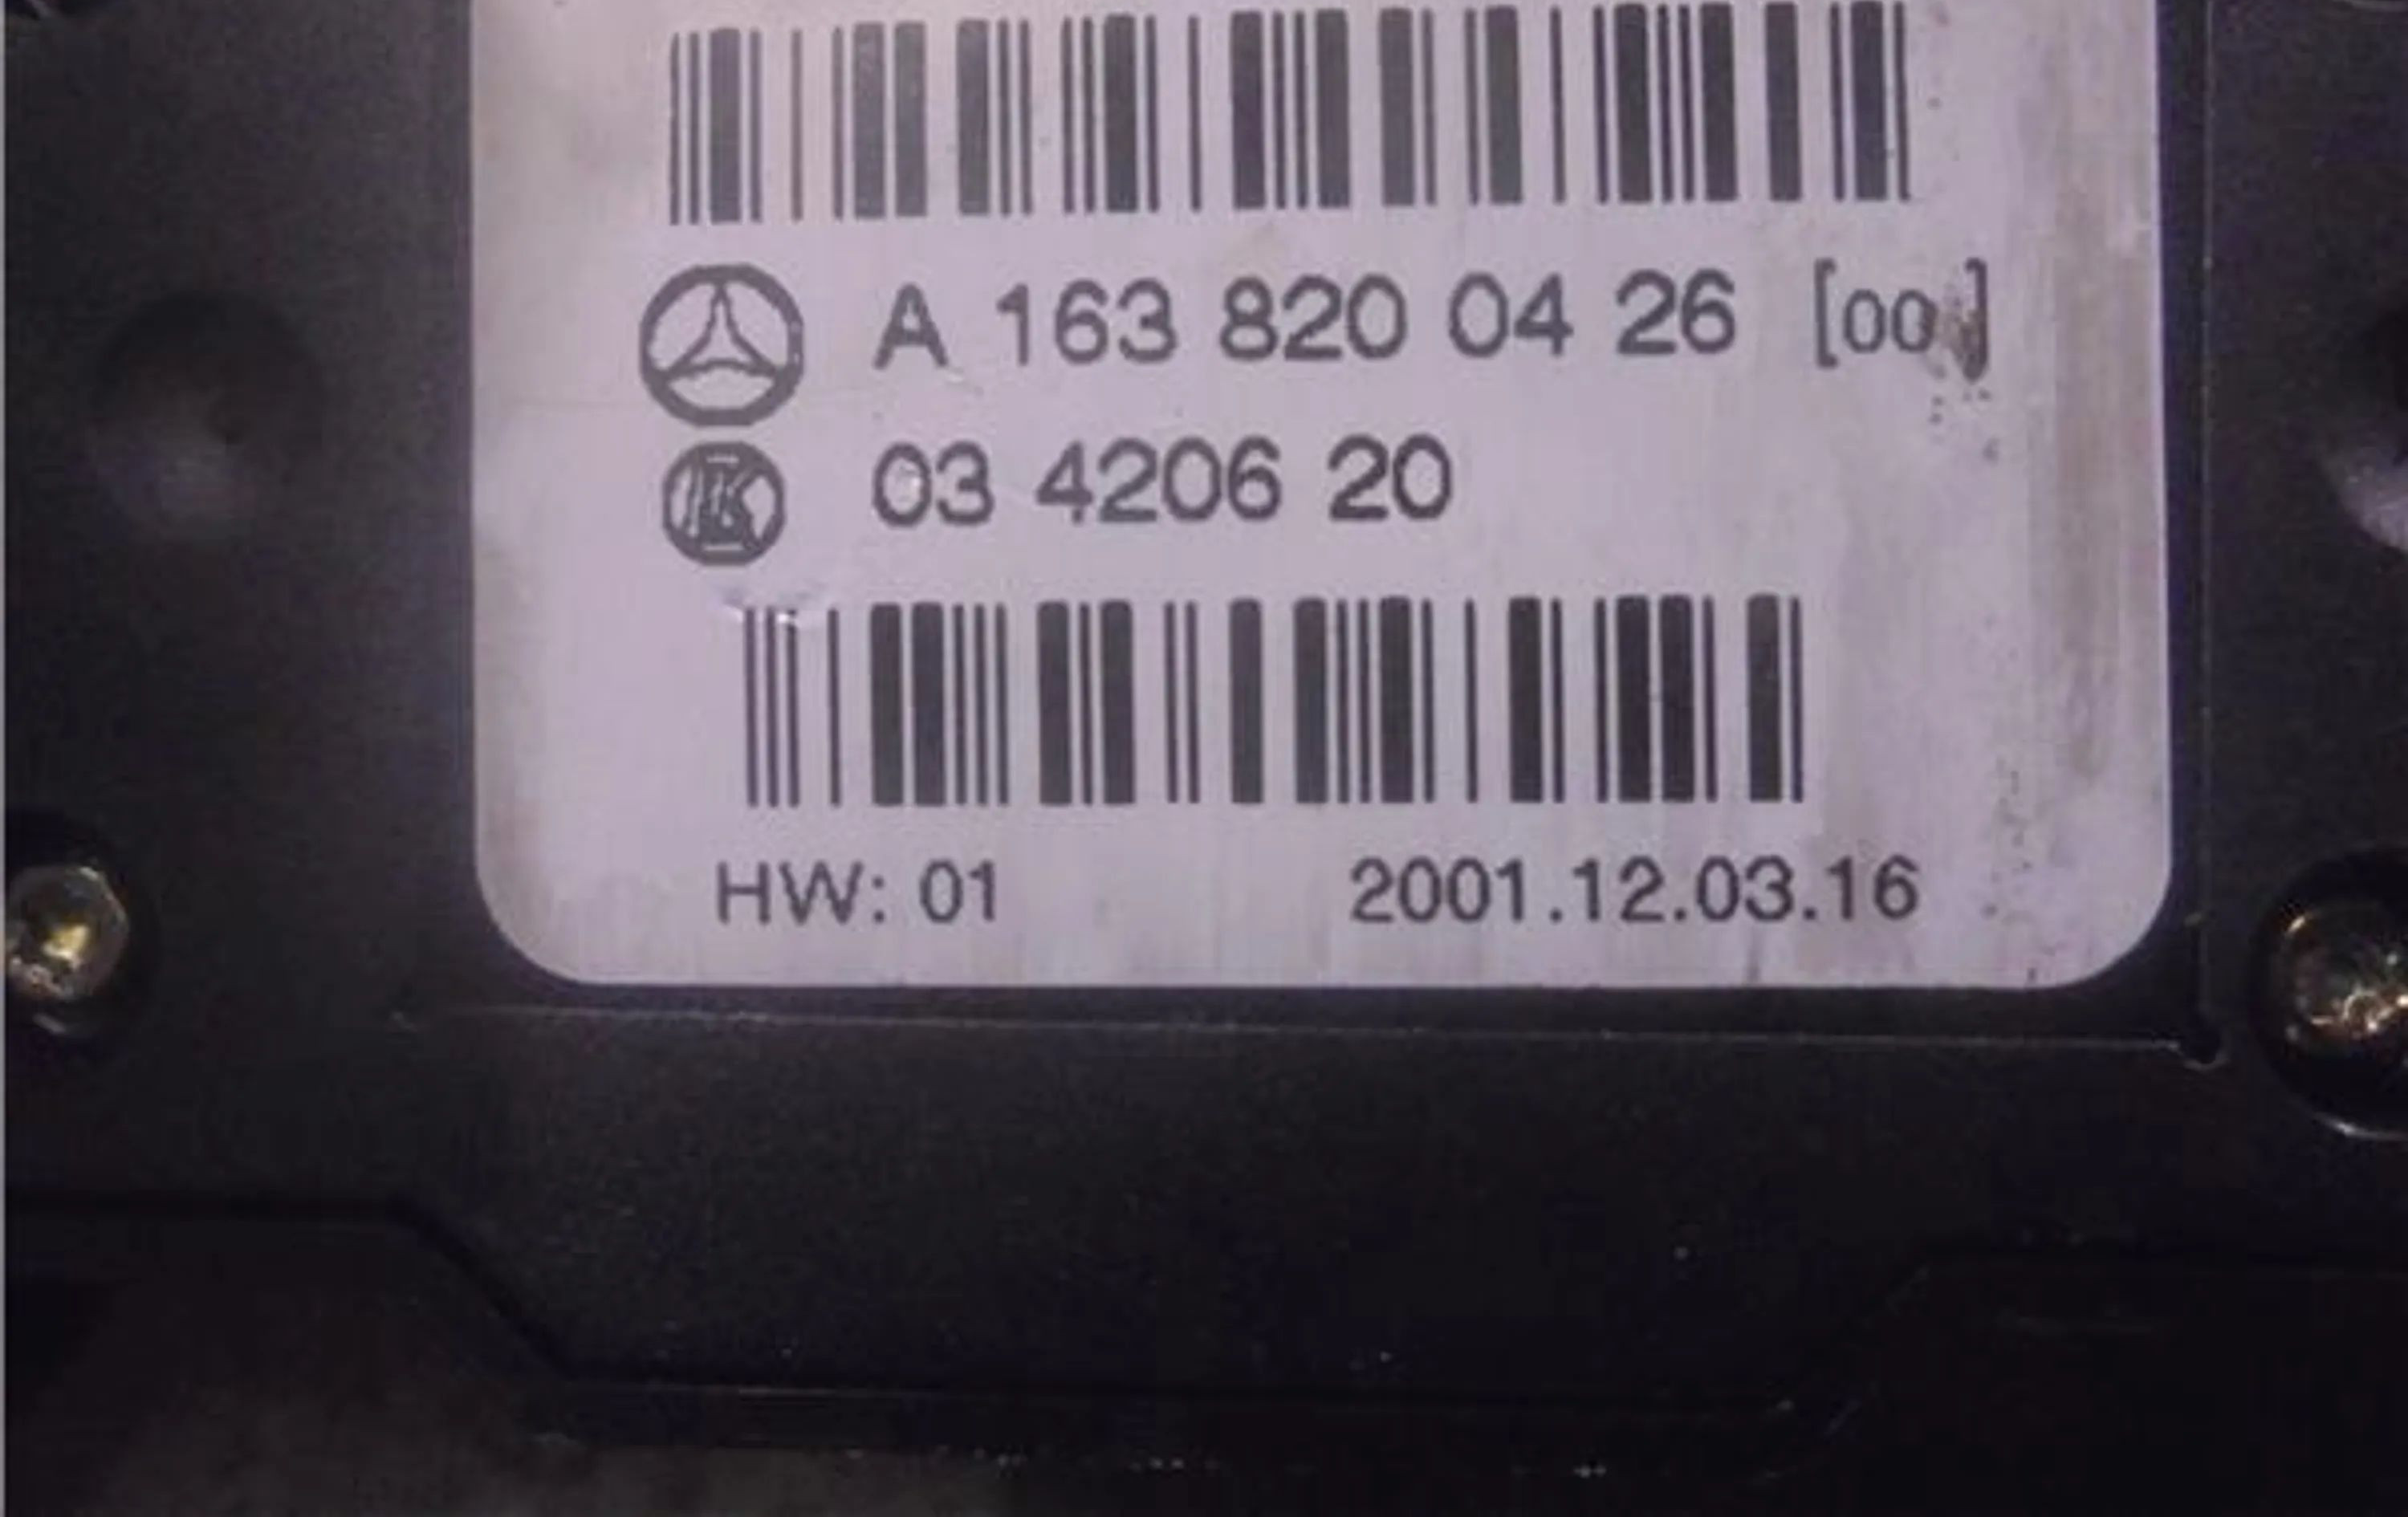 A 163 820 04 26 [00]
03 4206 20
HW: 01 2001.12.03.16